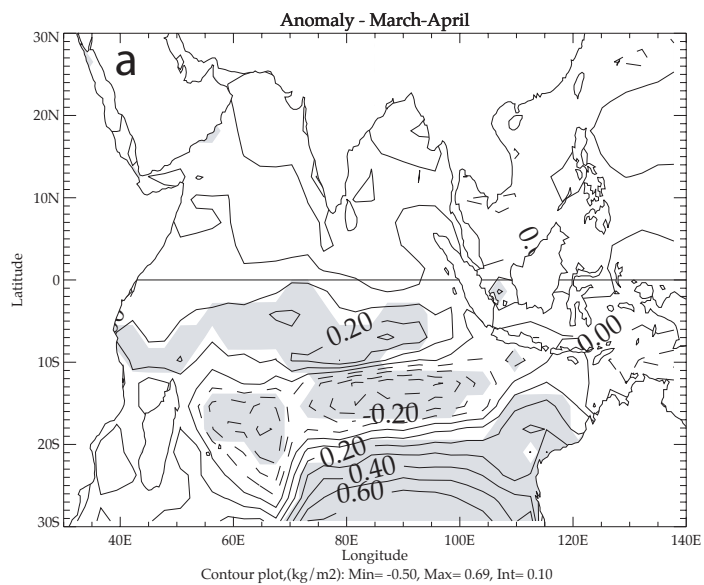 Anomaly - March-April
a
30N
20N
10N
0
10S
20S
30S
Latitude
0.20
0.00
-0.20
0.20
0.40
0.60
40E 60E 80E 100E 120E 140E
Longitude
Contour plot,(kg/m2): Min= -0.50, Max= 0.69, Int= 0.10